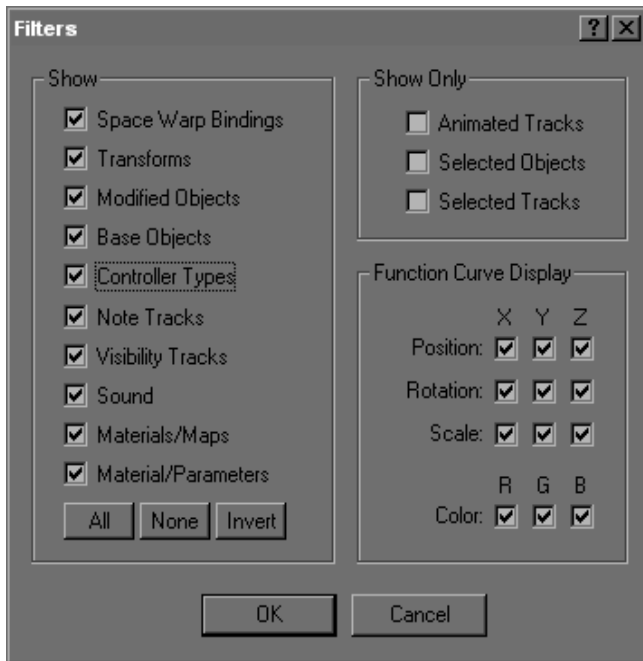 Filters
Show
Space Warp Bindings
Transforms
Modified Objects
Base Objects
Controller Types
Note Tracks
Visibility Tracks
Sound
Materials/Maps
Material/Parameters
All None Invert
Show Only
Animated Tracks
Selected Objects
Selected Tracks
Function Curve Display
X Y Z
Position:
Rotation:
Scale:
R G B
Color:
OK Cancel